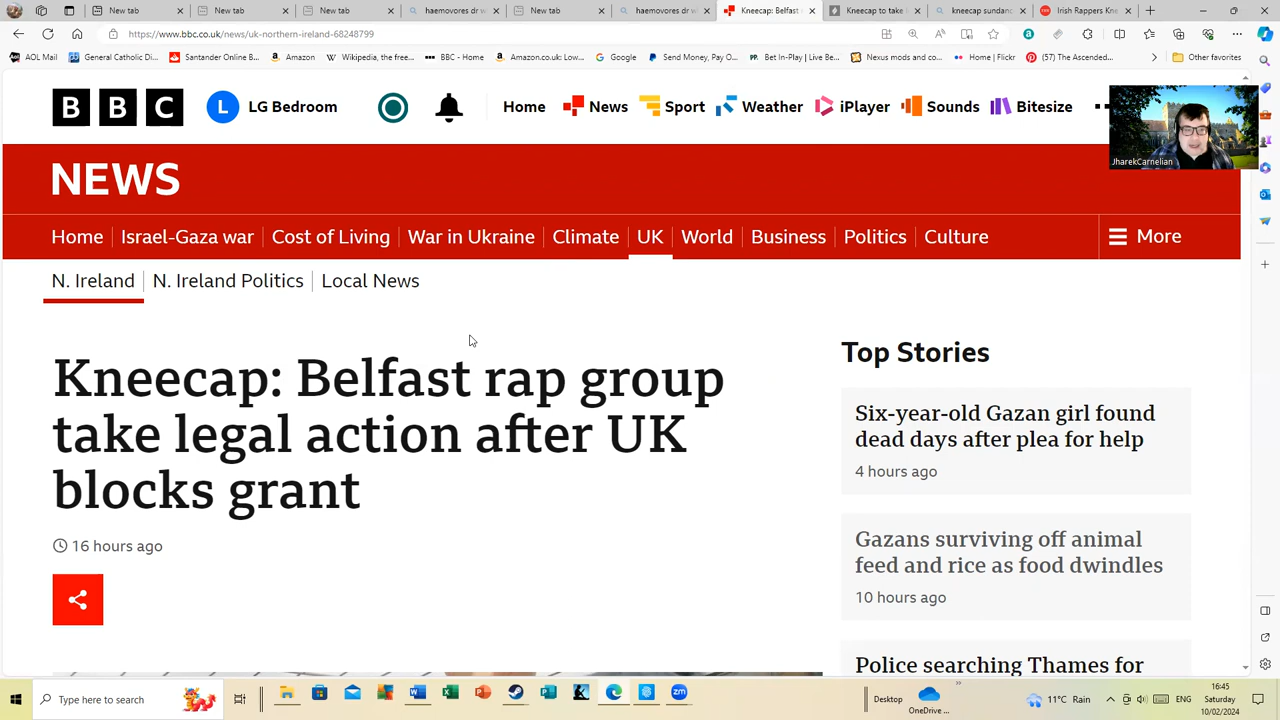 New tab
New tab
New tab
haemovores dr w
New tab
haemovores dr w
Kneecap: Belfast
Kneecap to take
kneecap sundanc
Irish Rappers Kne
https://www.bbc.co.uk/news/uk-northern-ireland-68248799
AOL Mail
General Catholic Di...
Santander Online B...
Amazon
Wikipedia, the free...
BBC - Home
Amazon.co.uk: Low...
Google
PayPal
Send Money, Pay O...
Bet In-Play | Live Be...
Nexus mods and co...
Home | Flickr
(57) The Ascended...
Other favorites
BBC
L
LG Bedroom
Home
News
Sport
Weather
iPlayer
Sounds
Bitesize
JharekCarnelian
NEWS
Home
Israel-Gaza war
Cost of Living
War in Ukraine
Climate
UK
World
Business
Politics
Culture
More
N. Ireland
N. Ireland Politics
Local News
Kneecap: Belfast rap group
take legal action after UK
blocks grant
16 hours ago
Top Stories
Six-year-old Gazan girl found
dead days after plea for help
4 hours ago
Gazans surviving off animal
feed and rice as food dwindles
10 hours ago
Police searching Thames for
Type here to search
Desktop
OneDrive ...
11°C Rain
ENG
16:45
Saturday
10/02/2024